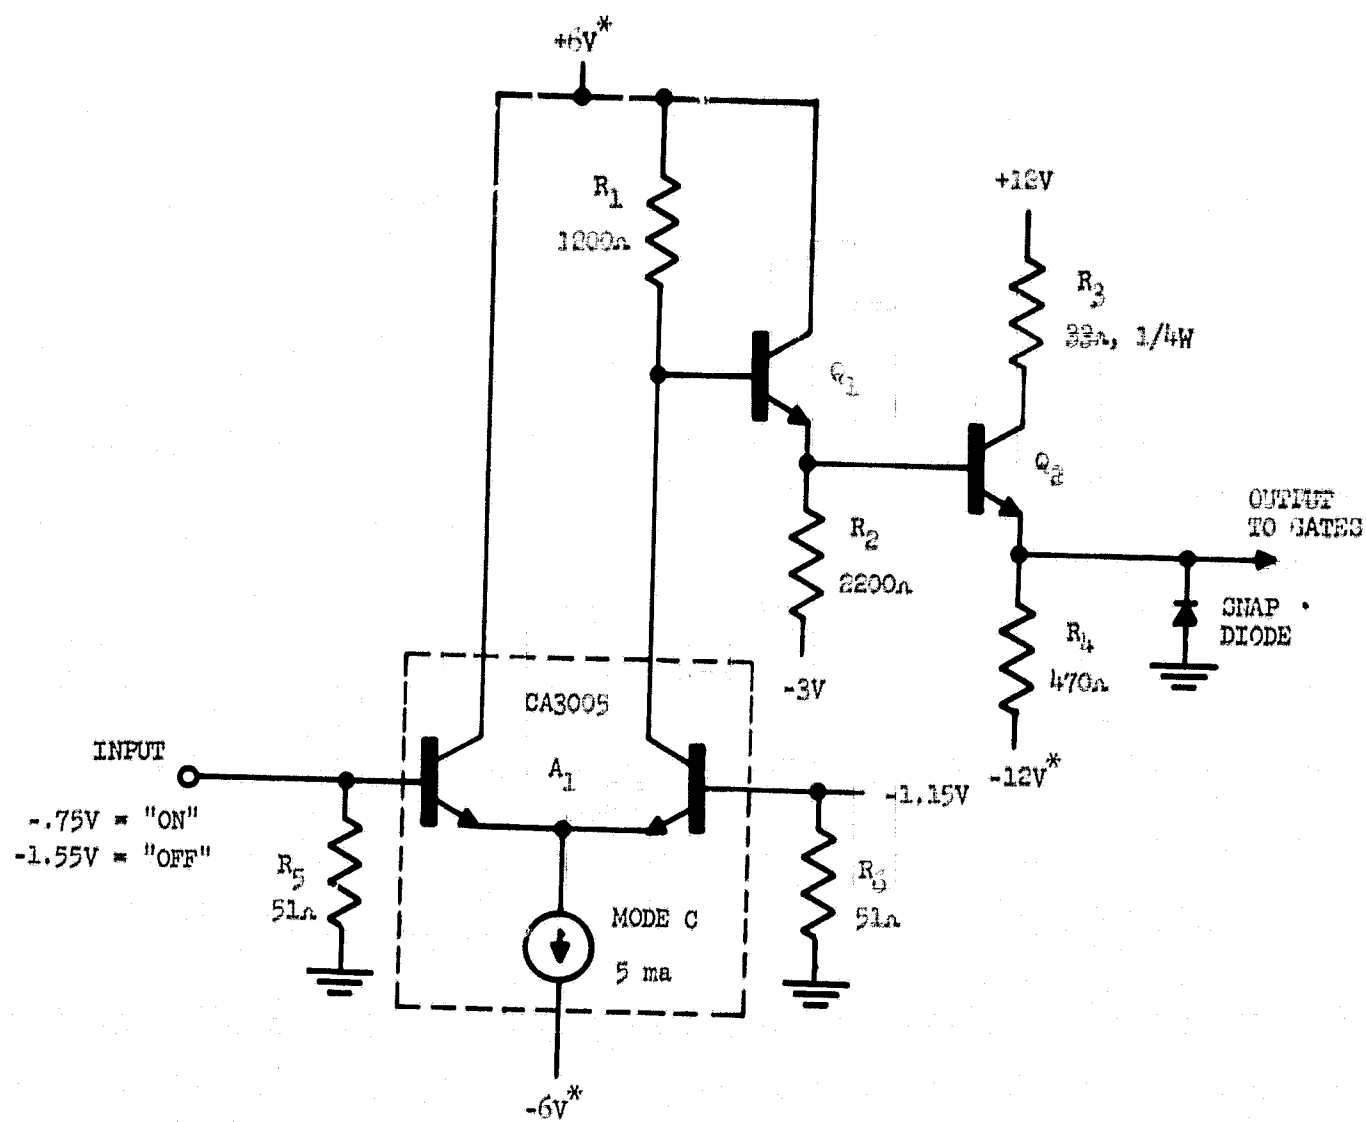 +6V*
+12V
R1
1200Ω
R3
33Ω, 1/4W
Q1
Q2
OUTPUT
TO GATES
R2
2200Ω
SNAP
DIODE
R4
470Ω
-3V
CA3005
INPUT
A1
-12V*
-1.15V
-.75V = "ON"
-1.55V = "OFF"
R5
51Ω
R6
51Ω
MODE C
5 ma
-6V*